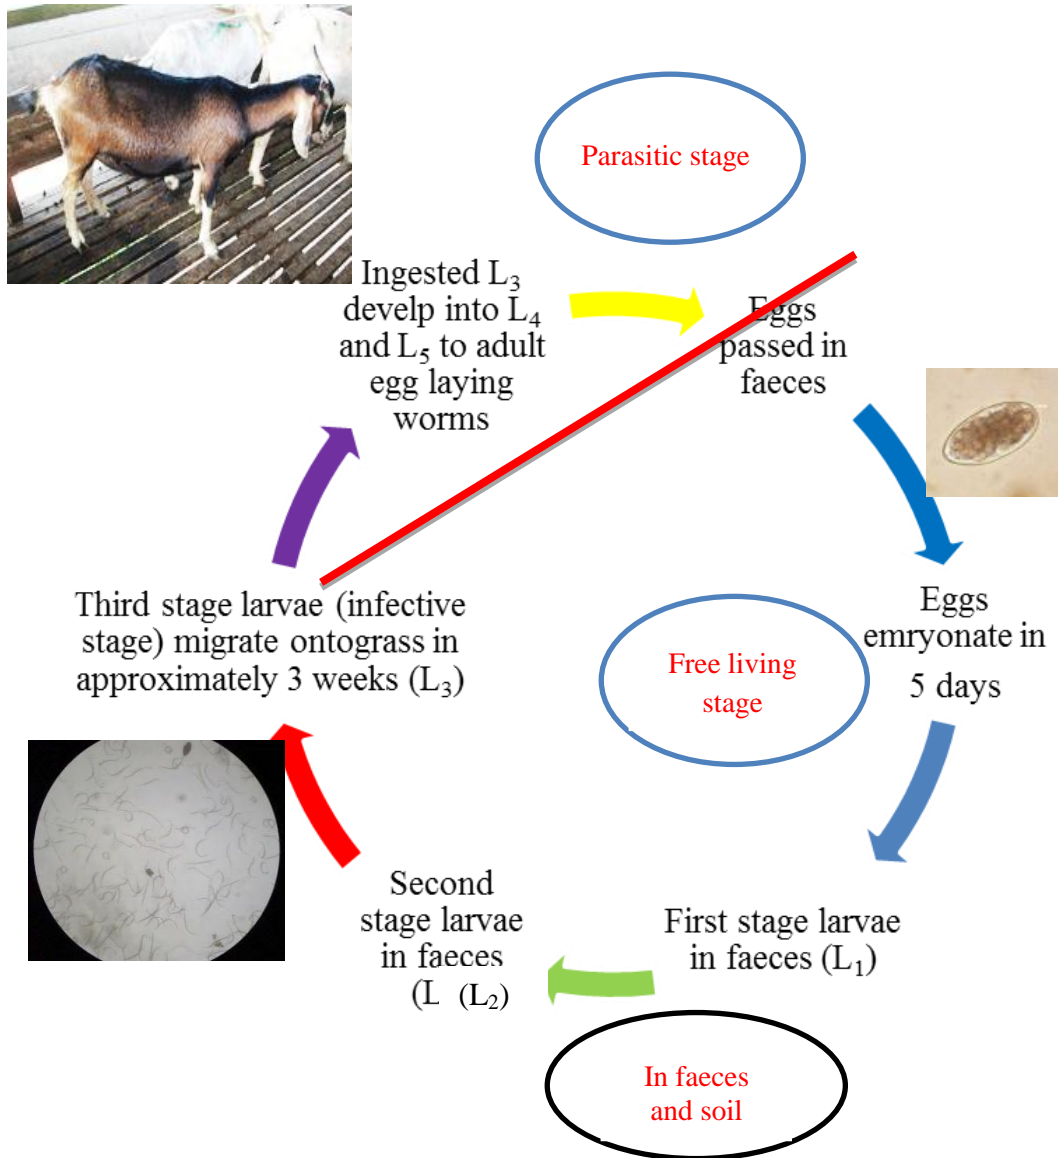 Parasitic stage
Ingested L₃
develp into L₄
and L₅ to adult
egg laying
worms
Eggs
passed in
faeces
Eggs
emryonate in
5 days
Free living
stage
Third stage larvae (infective
stage) migrate ontograss in
approximately 3 weeks (L₃)
First stage larvae
in faeces (L₁)
Second
stage larvae
in faeces
(L (L₂)
In faeces
and soil